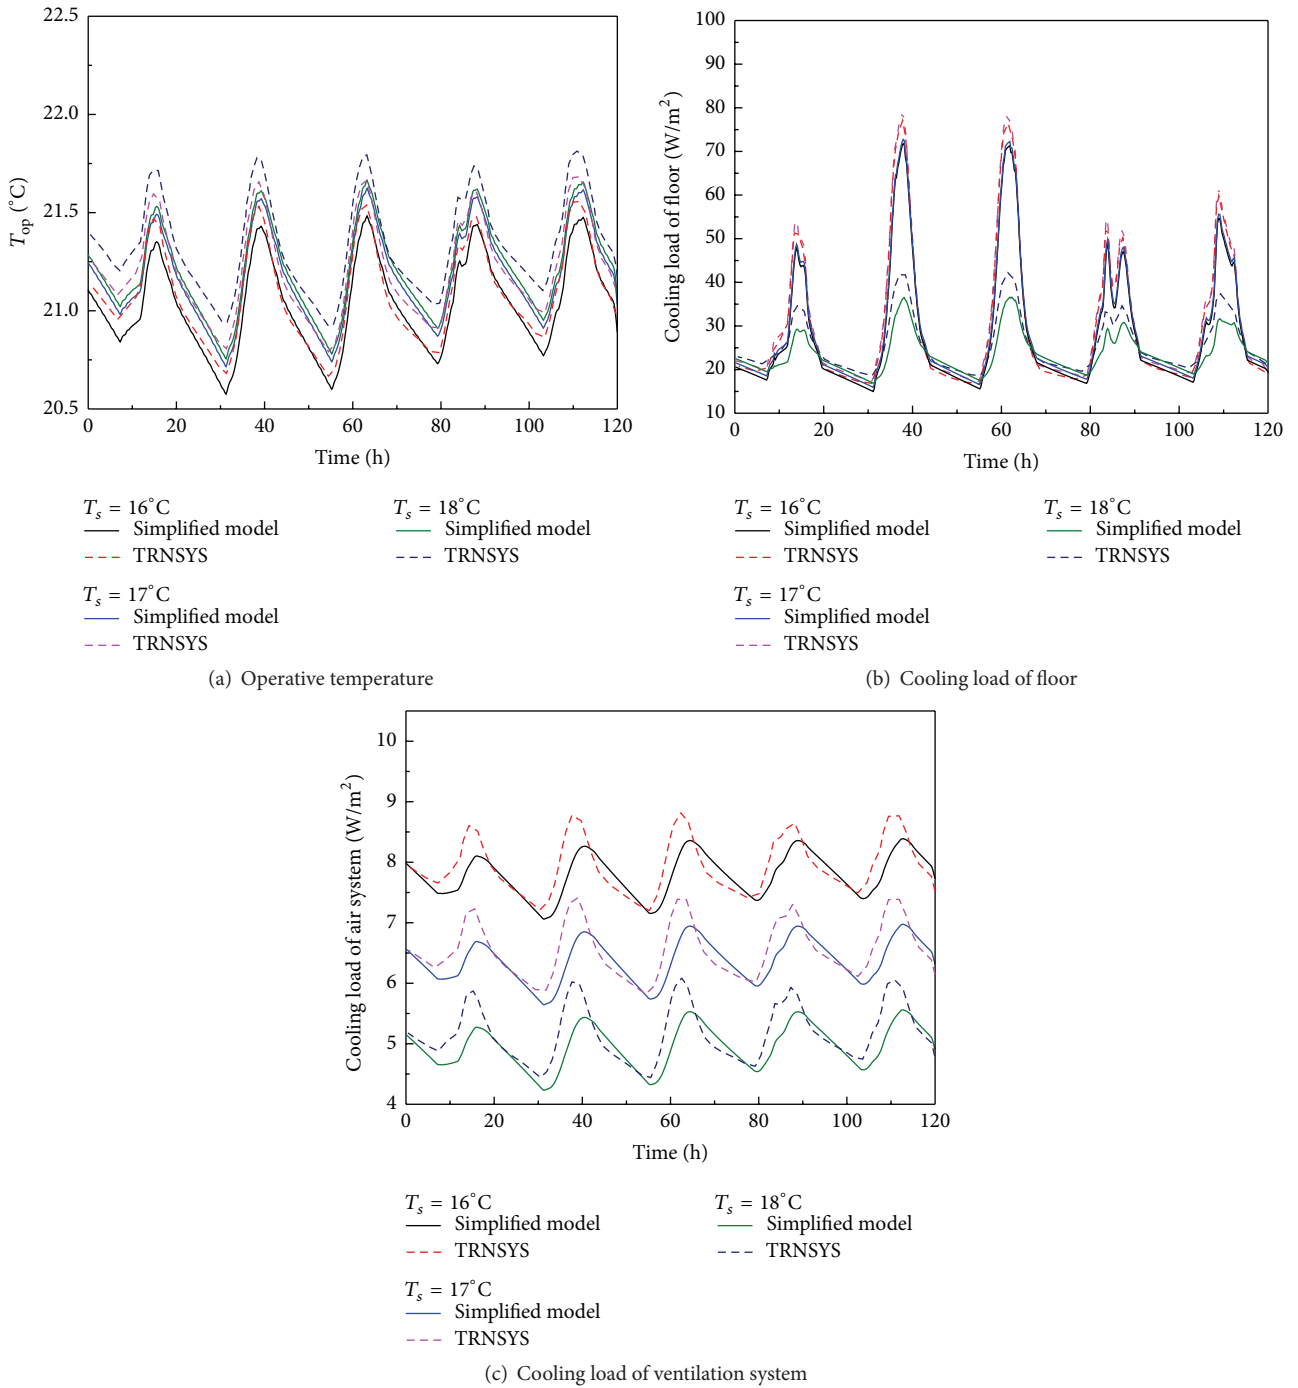 22.5
22.0
21.5
21.0
20.5
T_op (°C)
0 20 40 60 80 100 120
Time (h)
T_s = 16°C
Simplified model
TRNSYS
T_s = 18°C
Simplified model
TRNSYS
T_s = 17°C
Simplified model
TRNSYS
(a) Operative temperature
100
90
80
70
60
50
40
30
20
10
Cooling load of floor (W/m²)
0 20 40 60 80 100 120
Time (h)
T_s = 16°C
Simplified model
TRNSYS
T_s = 18°C
Simplified model
TRNSYS
T_s = 17°C
Simplified model
TRNSYS
(b) Cooling load of floor
10
9
8
7
6
5
4
Cooling load of air system (W/m²)
0 20 40 60 80 100 120
Time (h)
T_s = 16°C
Simplified model
TRNSYS
T_s = 18°C
Simplified model
TRNSYS
T_s = 17°C
Simplified model
TRNSYS
(c) Cooling load of ventilation system